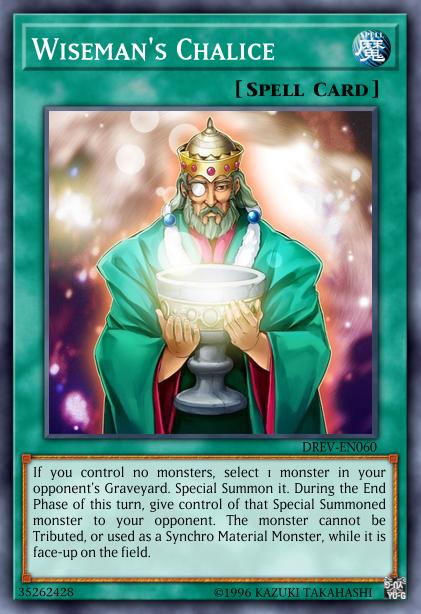 WISEMAN'S CHALICE
SPELL
魔
[SPELL CARD]
DREV-EN060
If you control no monsters, select 1 monster in your
opponent's Graveyard. Special Summon it. During the End
Phase of this turn, give control of that Special Summoned
monster to your opponent. The monster cannot be
Tributed, or used as a Synchro Material Monster, while it is
face-up on the field.
35262428
©1996 KAZUKI TAKAHASHI